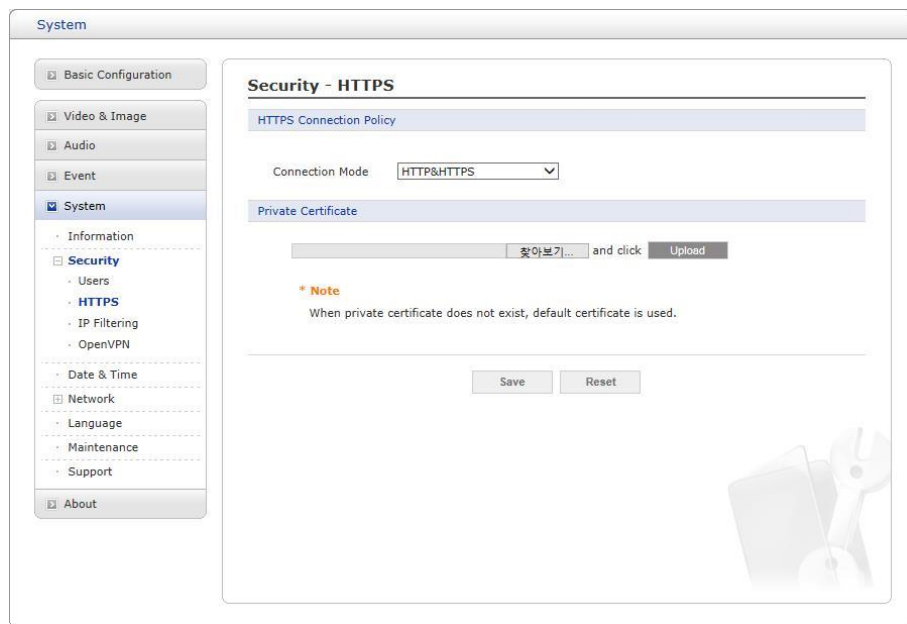 System
Basic Configuration
Video & Image
Audio
Event
System
Information
Security
Users
HTTPS
IP Filtering
OpenVPN
Date & Time
Network
Language
Maintenance
Support
About
Security - HTTPS
HTTPS Connection Policy
Connection Mode HTTP&HTTPS
Private Certificate
찾아보기... and click Upload
* Note
When private certificate does not exist, default certificate is used.
Save Reset